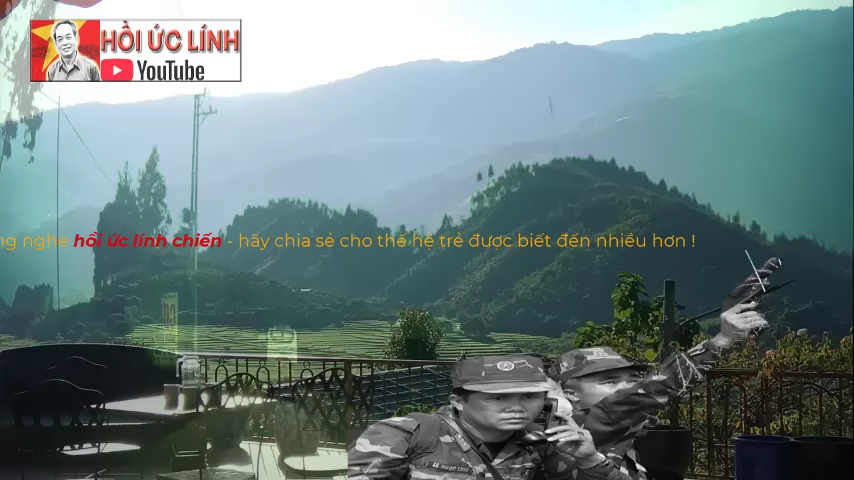 HỒI ỨC LÍNH
YouTube
ng nghe hồi ức lính chiến - hãy chia sẻ cho thế hệ trẻ được biết đến nhiều hơn !